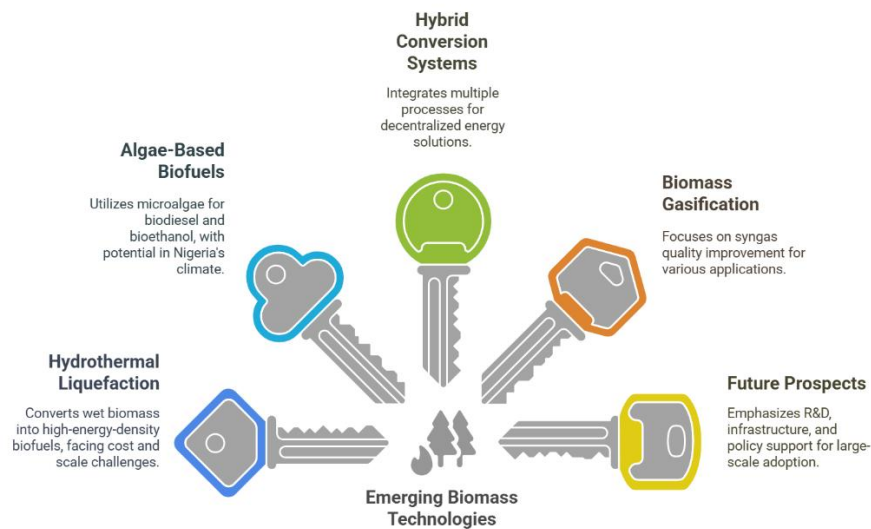 Hybrid
Conversion
Systems
Integrates multiple
processes for
decentralized energy
solutions.
Algae-Based
Biofuels
Utilizes microalgae for
biodiesel and
bioethanol, with
potential in Nigeria's
climate.
Biomass
Gasification
Focuses on syngas
quality improvement for
various applications.
Hydrothermal
Liquefaction
Converts wet biomass
into high-energy-density
biofuels, facing cost and
scale challenges.
Future Prospects
Emphasizes R&D,
infrastructure, and
policy support for large-
scale adoption.
Emerging Biomass
Technologies